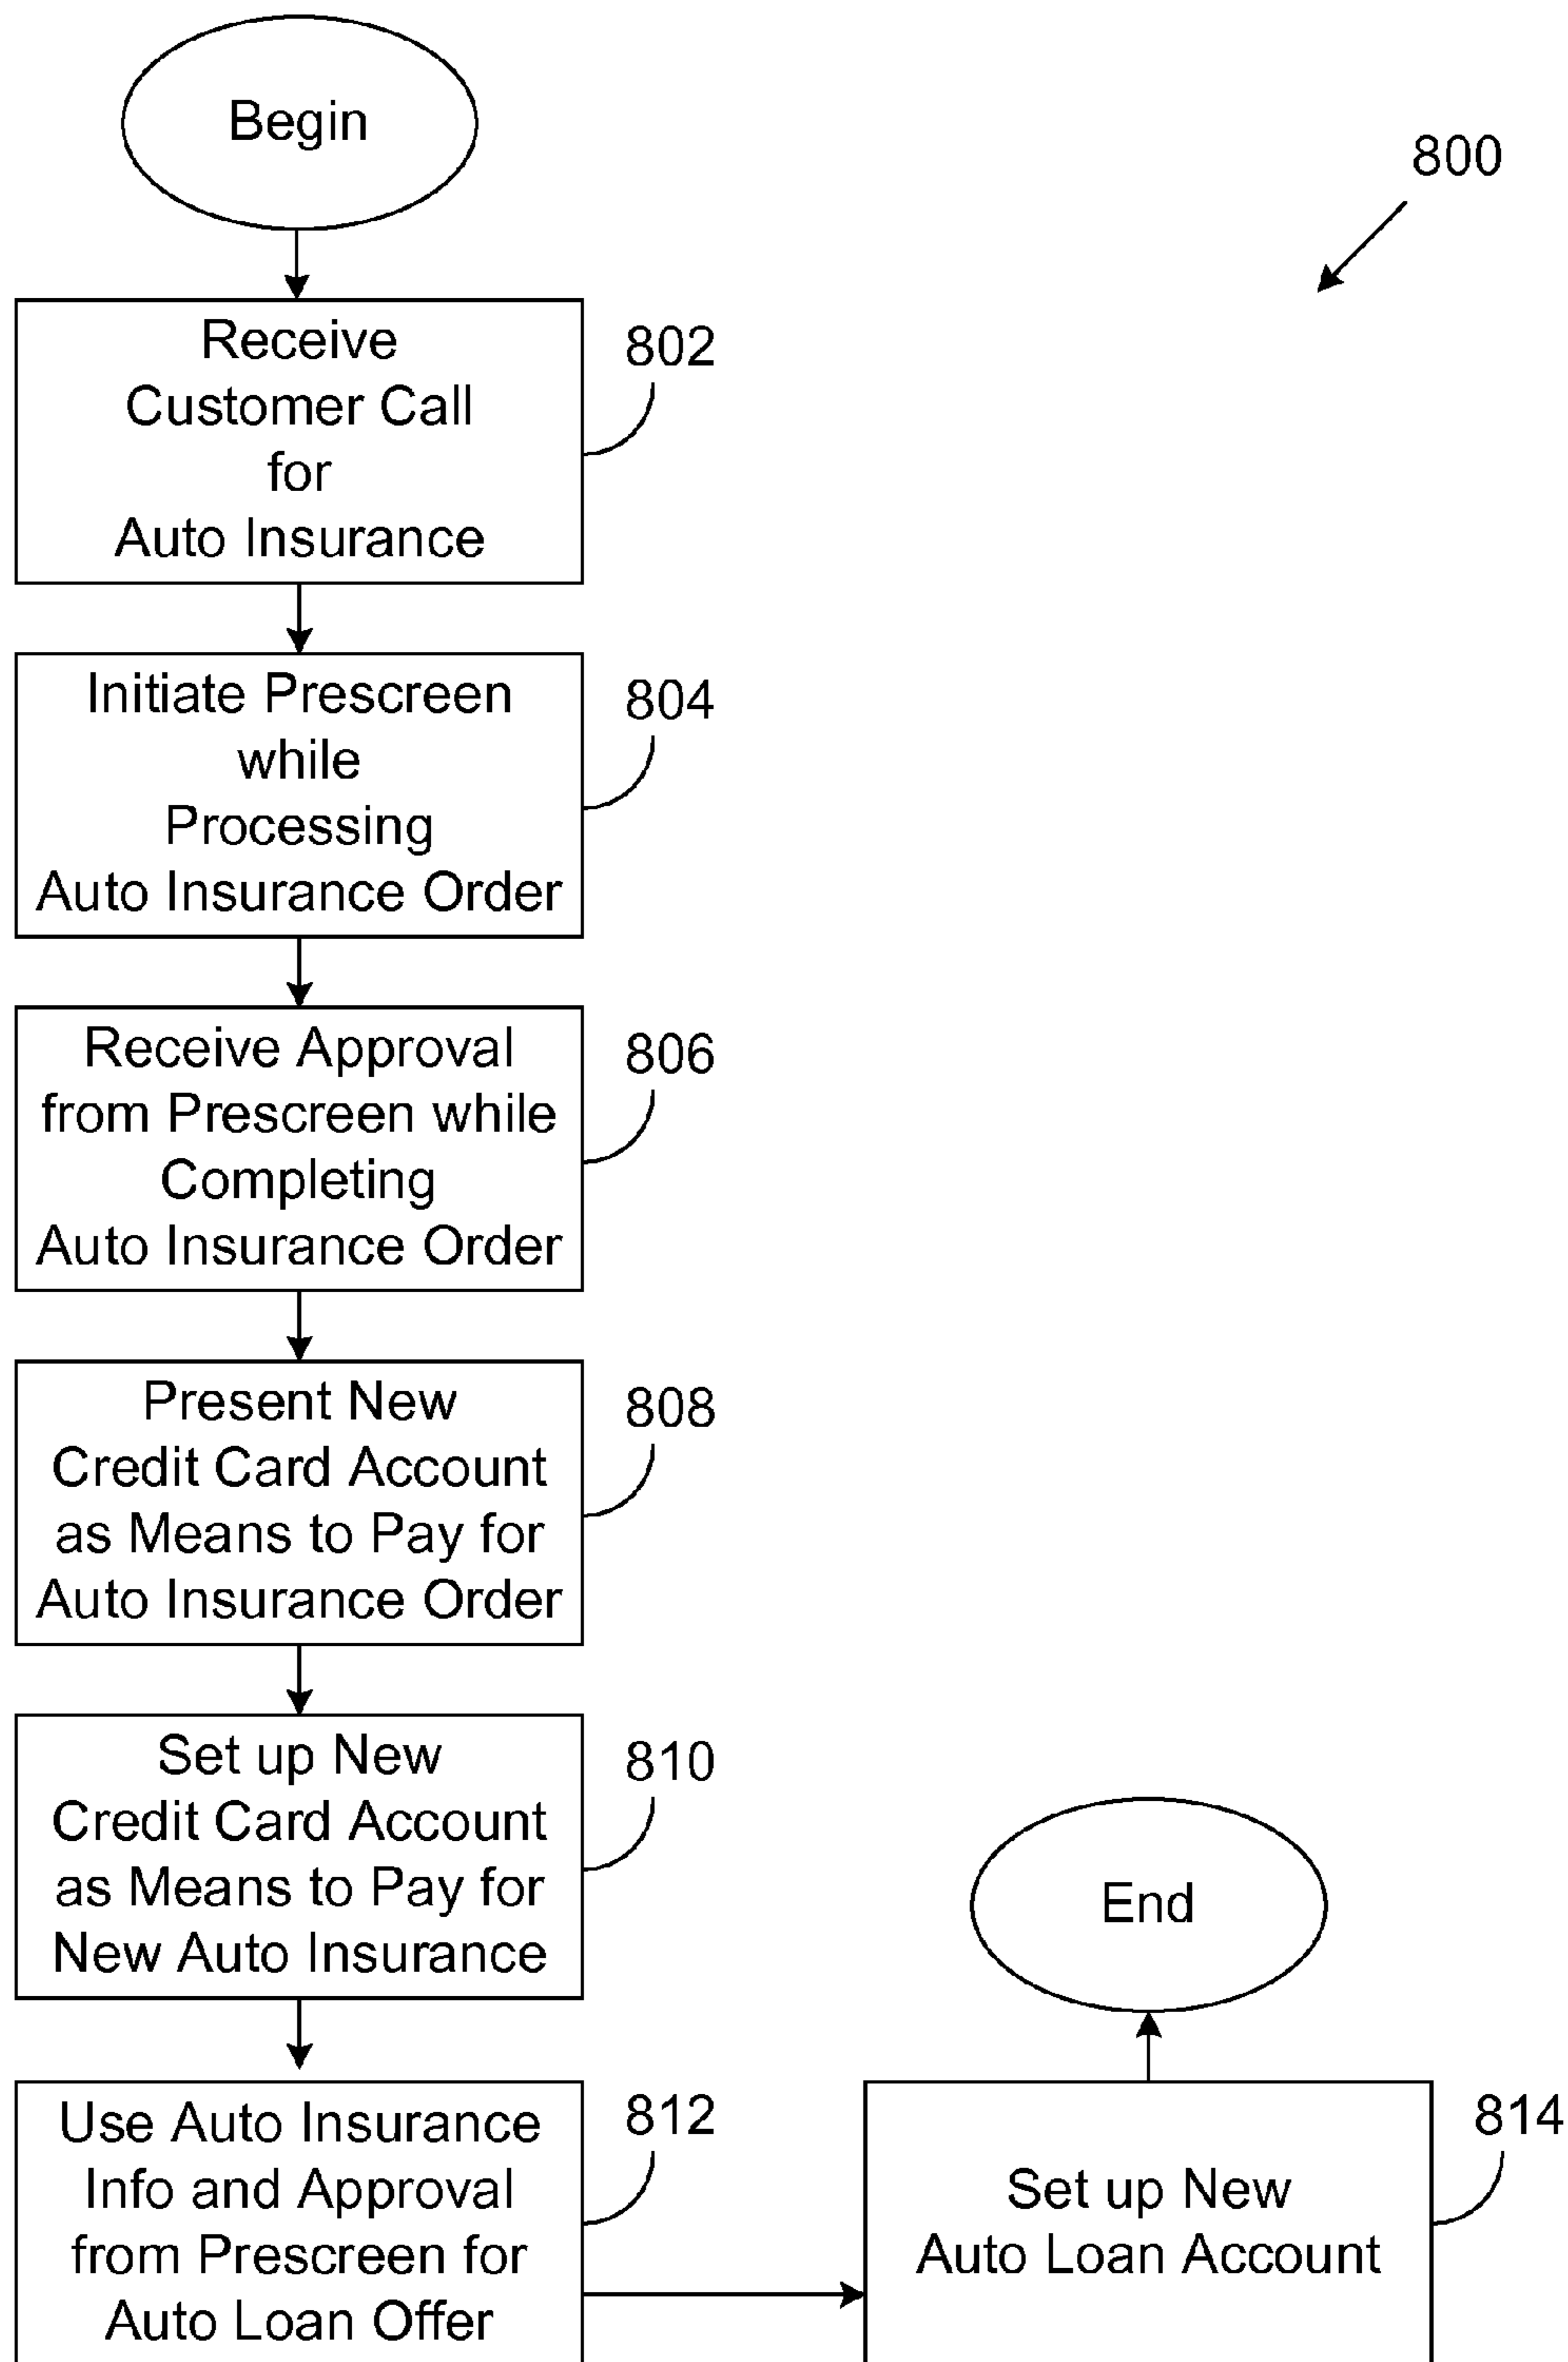 Begin
800
Receive
Customer Call
for
Auto Insurance
802
Initiate Prescreen
while
Processing
Auto Insurance Order
804
Receive Approval
from Prescreen while
Completing
Auto Insurance Order
806
Present New
Credit Card Account
as Means to Pay for
Auto Insurance Order
808
Set up New
Credit Card Account
as Means to Pay for
New Auto Insurance
810
Use Auto Insurance
Info and Approval
from Prescreen for
Auto Loan Offer
812
Set up New
Auto Loan Account
814
End